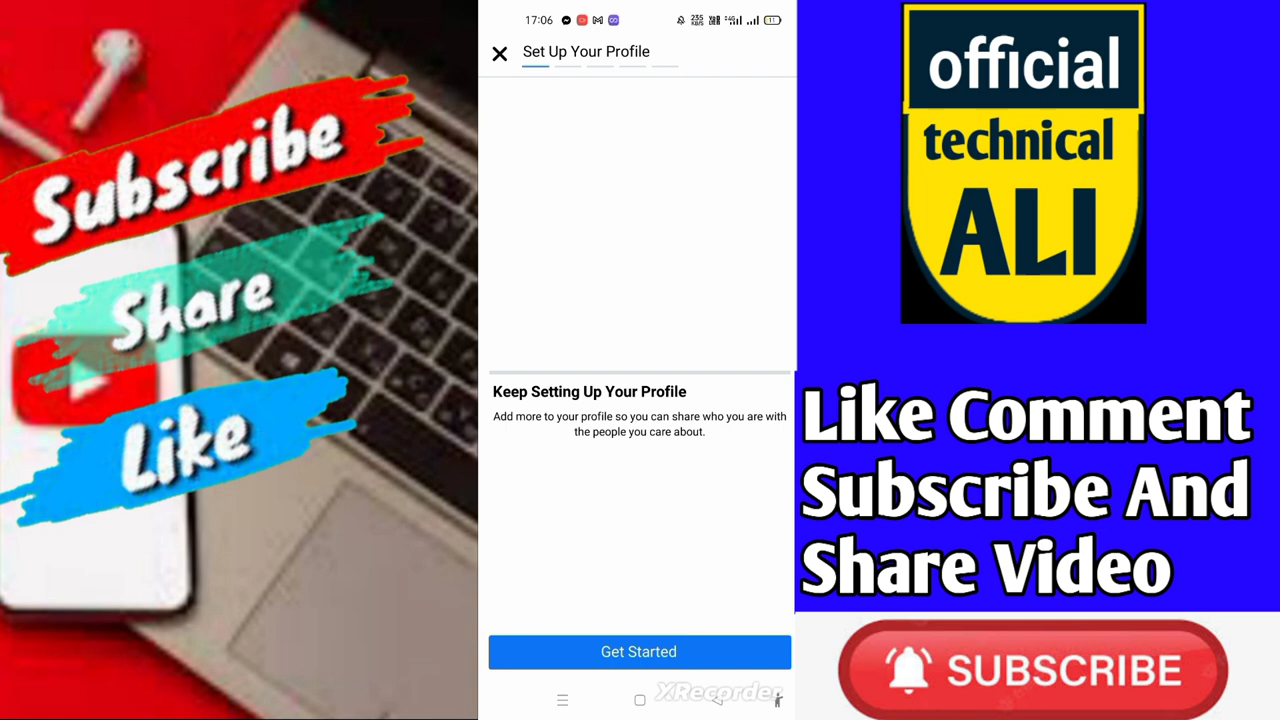 Subscribe
Share
Like
17:06
11
Set Up Your Profile
Keep Setting Up Your Profile
Add more to your profile so you can share who you are with
the people you care about.
Get Started
XRecorder
official
technical
ALI
Like Comment
Subscribe And
Share Video
SUBSCRIBE